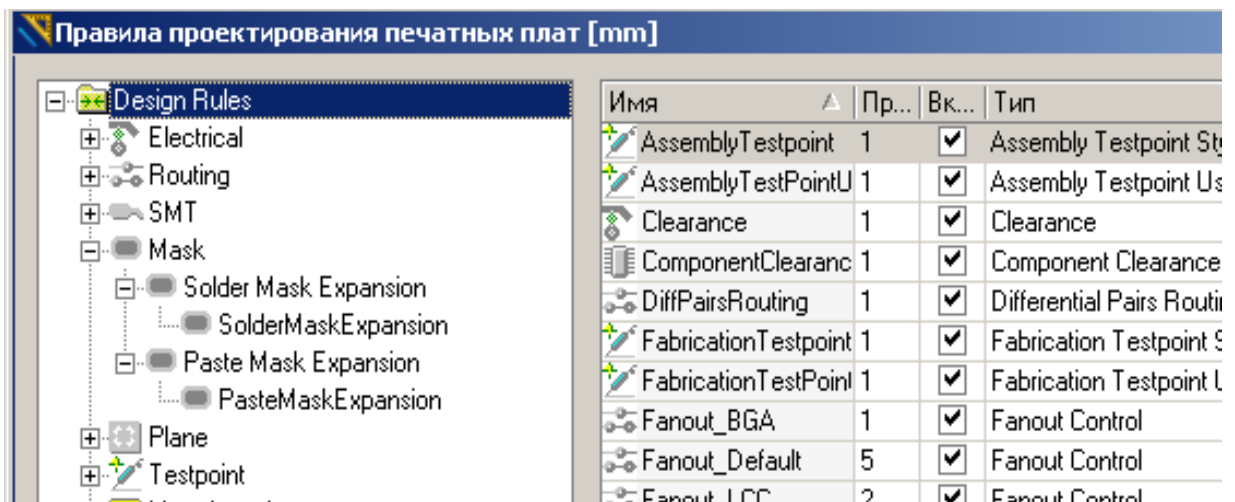 Правила проектирования печатных плат [mm]
Design Rules
Electrical
Routing
SMT
Mask
Solder Mask Expansion
SolderMaskExpansion
Paste Mask Expansion
PasteMaskExpansion
Plane
Testpoint
Имя Пр... Вк... Тип
AssemblyTestpoint 1 Assembly Testpoint Sty
AssemblyTestPointU 1 Assembly Testpoint Us
Clearance 1 Clearance
ComponentClearanc 1 Component Clearance
DiffPairsRouting 1 Differential Pairs Routi
FabricationTestpoint 1 Fabrication Testpoint S
FabricationTestPoint 1 Fabrication Testpoint U
Fanout_BGA 1 Fanout Control
Fanout_Default 5 Fanout Control
Fanout_LCC 2 Fanout Control